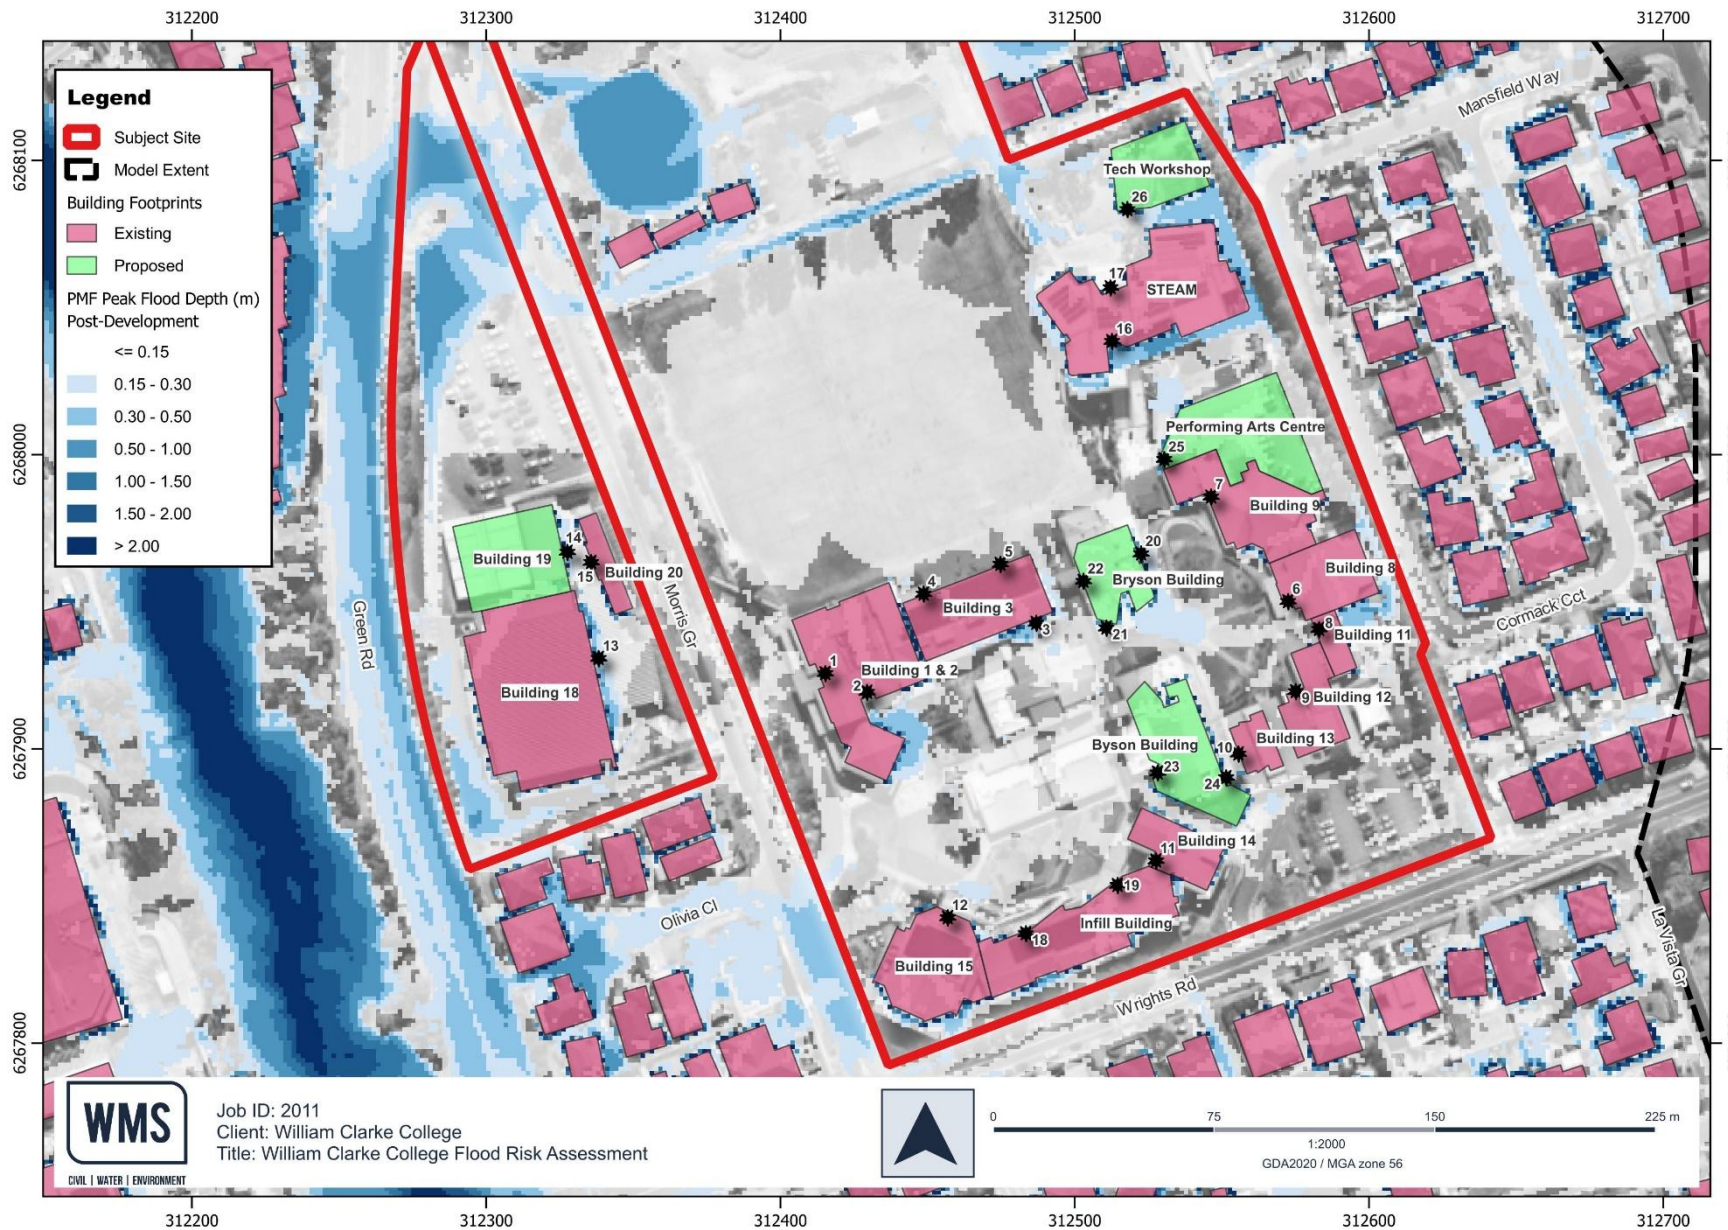 312200
312300
312400
312500
312600
312700
6268100
6268000
6267900
6267800
Legend
Subject Site
Model Extent
Building Footprints
Existing
Proposed
PMF Peak Flood Depth (m)
Post-Development
<= 0.15
0.15 - 0.30
0.30 - 0.50
0.50 - 1.00
1.00 - 1.50
1.50 - 2.00
> 2.00
Mansfield Way
Tech Workshop
26
17
STEAM
16
Performing Arts Centre
25
7
Building 9
14
Building 19
15
Building 20
5
20
22
Bryson Building
Building 8
4
Building 3
6
Green Rd
Morris Gr
3
21
8
Building 11
Cormack Cct
13
1
Building 1 & 2
2
Building 18
9
Building 12
10
Building 13
Byson Building
23
24
11
Building 14
19
12
Olivia Cl
Infill Building
18
Building 15
Wrights Rd
La Vista Gr
WMS
CIVIL | WATER | ENVIRONMENT
Job ID: 2011
Client: William Clarke College
Title: William Clarke College Flood Risk Assessment
0
75
150
225 m
1:2000
GDA2020 / MGA zone 56
312200
312300
312400
312500
312600
312700